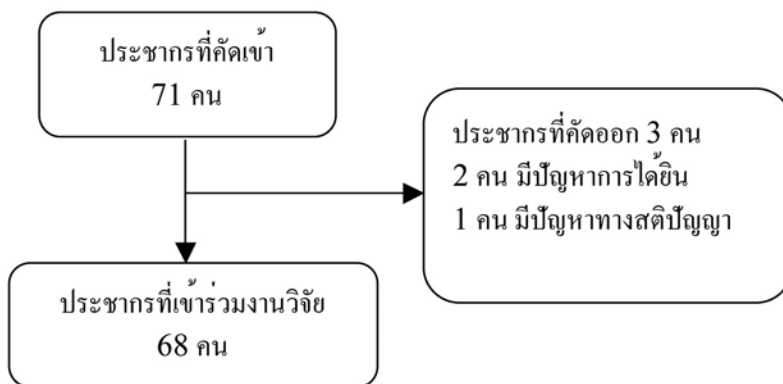 ประชากรที่คัดเข้า
71 คน
ประชากรที่คัดออก 3 คน
2 คน มีปัญหาการได้ยิน
1 คน มีปัญหาทางสติปัญญา
ประชากรที่เข้าร่วมงานวิจัย
68 คน